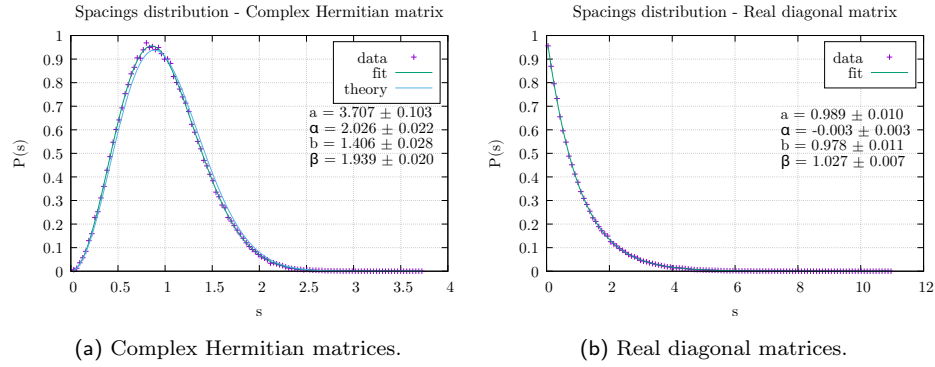 Spacings distribution - Complex Hermitian matrix
1
0.9
0.8
0.7
0.6
0.5
0.4
0.3
0.2
0.1
0
P(s)
data
fit
theory
a = 3.707 ± 0.103
α = 2.026 ± 0.022
b = 1.406 ± 0.028
β = 1.939 ± 0.020
0 0.5 1 1.5 2 2.5 3 3.5 4
s
(a) Complex Hermitian matrices.
Spacings distribution - Real diagonal matrix
1
0.9
0.8
0.7
0.6
0.5
0.4
0.3
0.2
0.1
0
P(s)
data
fit
a = 0.989 ± 0.010
α = -0.003 ± 0.003
b = 0.978 ± 0.011
β = 1.027 ± 0.007
0 2 4 6 8 10 12
s
(b) Real diagonal matrices.